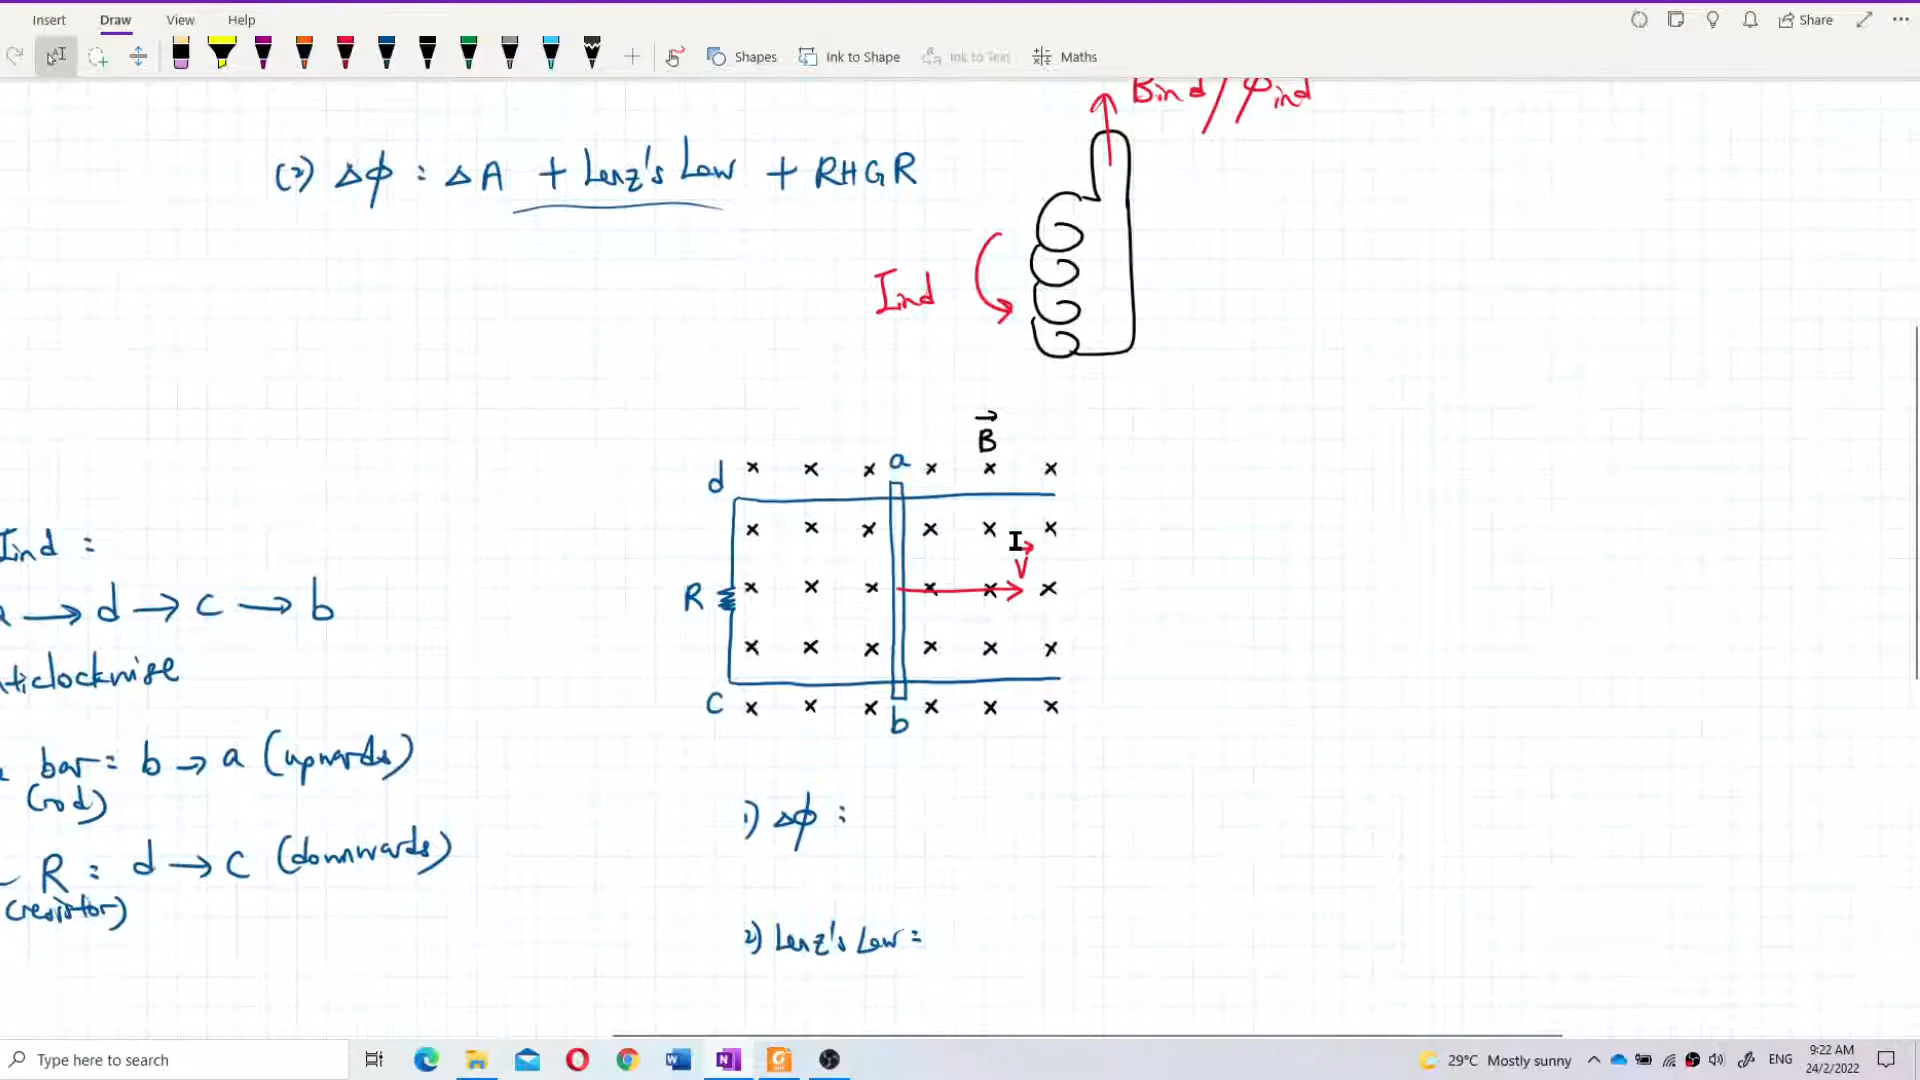 Insert Draw View Help
Share
Shapes Ink to Shape Ink to Text Maths
Bind/φind
(2) Δφ : ΔA + Lenz's Law + RHGR
Iind
B
d a
Iind :
a → d → c → b
R
V
anticlockwise
c b
bar = b → a (upwards)
(rod)
R : d → c (downwards)
(resistor)
1) Δφ :
2) Lenz's Law =
Type here to search
29°C Mostly sunny
ENG
9:22 AM
24/2/2022